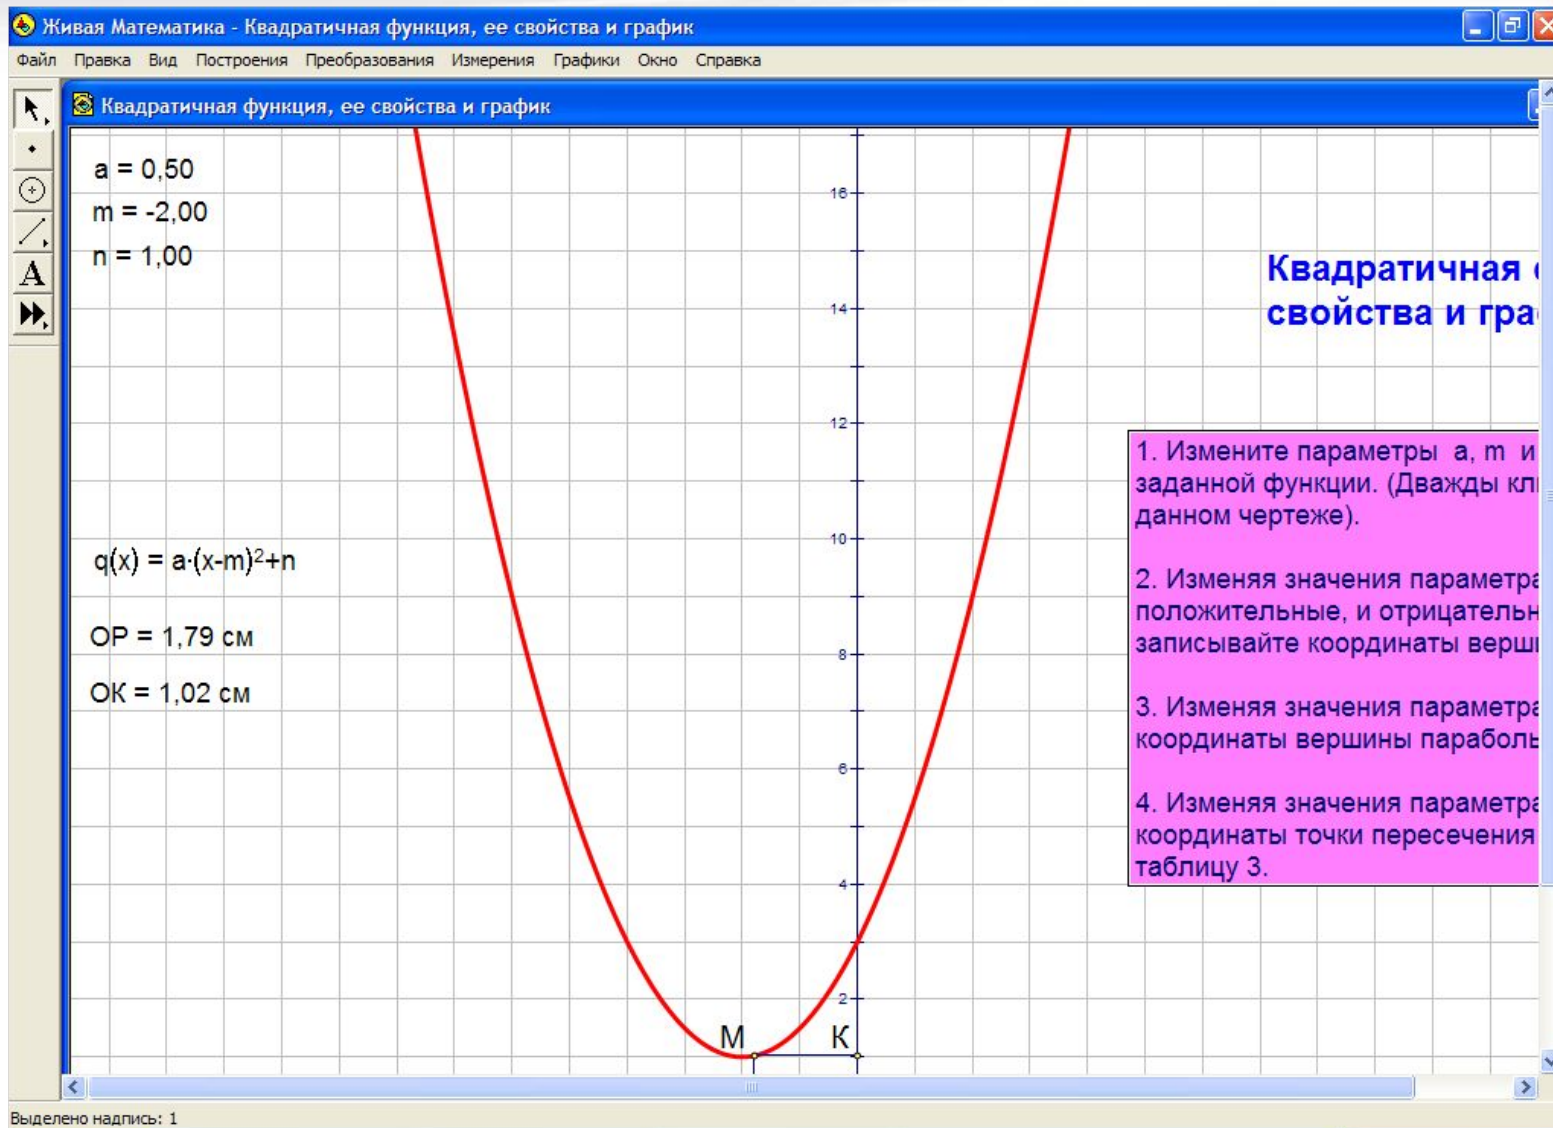 Живая Математика - Квадратичная функция, ее свойства и график
Файл Правка Вид Построения Преобразования Измерения Графики Окно Справка
Квадратичная функция, ее свойства и график
a = 0,50
m = -2,00
n = 1,00
q(x) = a·(x-m)²+n
OP = 1,79 см
ОК = 1,02 см
16
14
12
10
8
6
4
2
М К
Квадратичная
свойства и гра
1. Измените параметры a, m и
заданной функции. (Дважды кл
данном чертеже).
2. Изменяя значения параметра
положительные, и отрицательн
записывайте координаты верш
3. Изменяя значения параметра
координаты вершины парабол
4. Изменяя значения параметра
координаты точки пересечения
таблицу 3.
A
Выделено надпись: 1